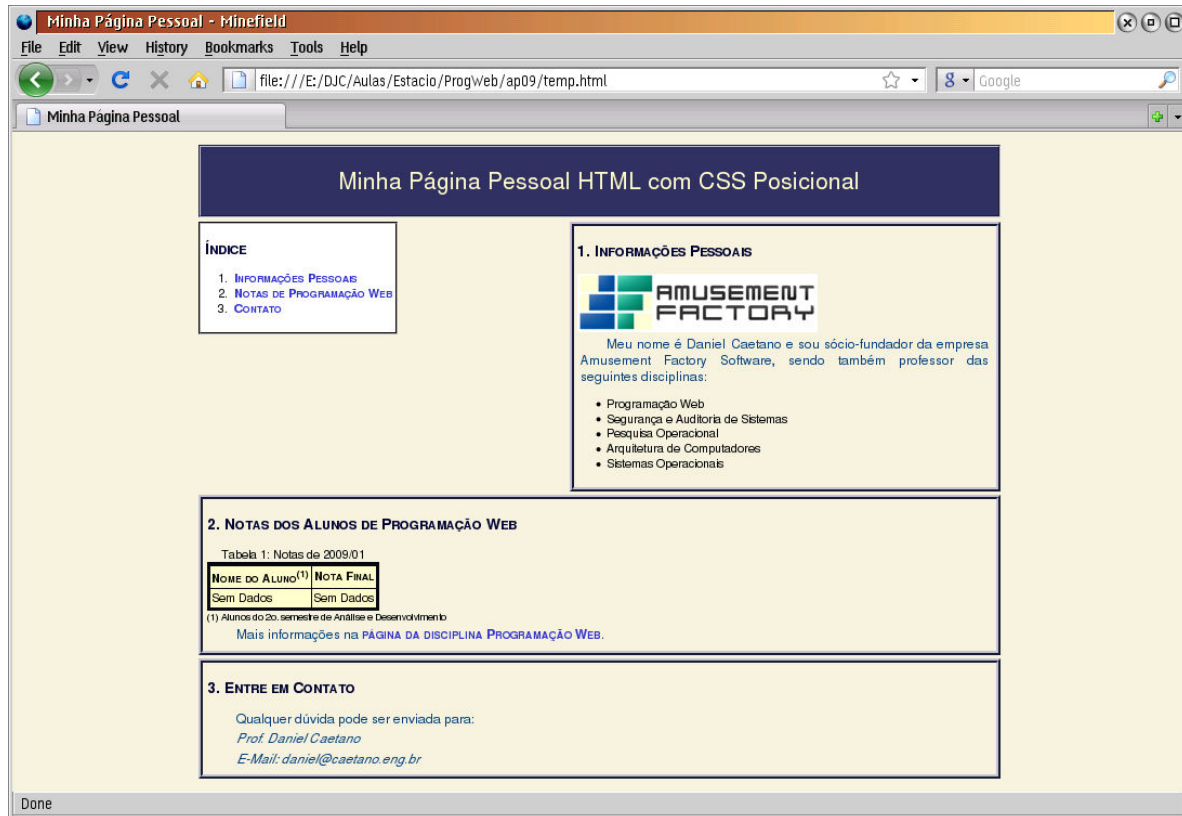 Minha Página Pessoal - Minefield
File Edit View History Bookmarks Tools Help
file:///E:/DJC/Aulas/Estacio/ProgWeb/ap09/temp.html
8 Google
Minha Página Pessoal
Minha Página Pessoal HTML com CSS Posicional
ÍNDICE
1. INFORMAÇÕES PESSOAIS
2. NOTAS DE PROGRAMAÇÃO WEB
3. CONTATO
1. INFORMAÇÕES PESSOAIS
AMUSEMENT
FACTORY
Meu nome é Daniel Caetano e sou sócio-fundador da empresa
Amusement Factory Software, sendo também professor das
seguintes disciplinas:
• Programação Web
• Segurança e Auditoria de Sistemas
• Pesquisa Operacional
• Arquitetura de Computadores
• Sistemas Operacionais
2. NOTAS DOS ALUNOS DE PROGRAMAÇÃO WEB
Tabela 1: Notas de 2009/01
NOME DO ALUNO(1) NOTA FINAL
Sem Dados Sem Dados
(1) Alunos do 2o. semestre de Análise e Desenvolvimento
Mais informações na PÁGINA DA DISCIPLINA PROGRAMAÇÃO WEB.
3. ENTRE EM CONTATO
Qualquer dúvida pode ser enviada para:
Prof. Daniel Caetano
E-Mail: daniel@caetano.eng.br
Done